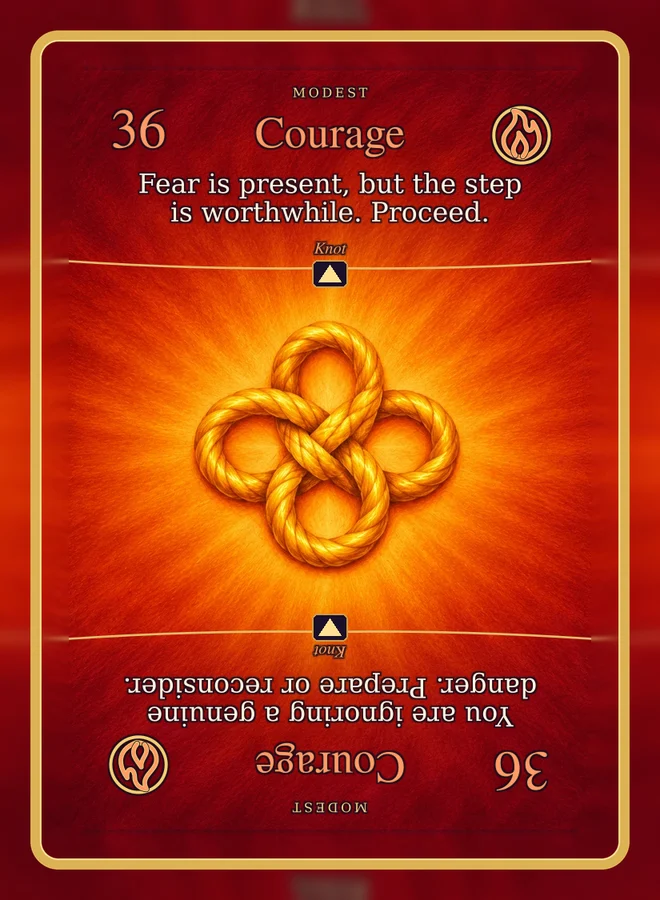 MODEST
36 Courage
Fear is present, but the step
is worthwhile. Proceed.
Knot
Knot
You are ignoring a genuine
danger. Prepare or reconsider.
36 Courage
MODEST